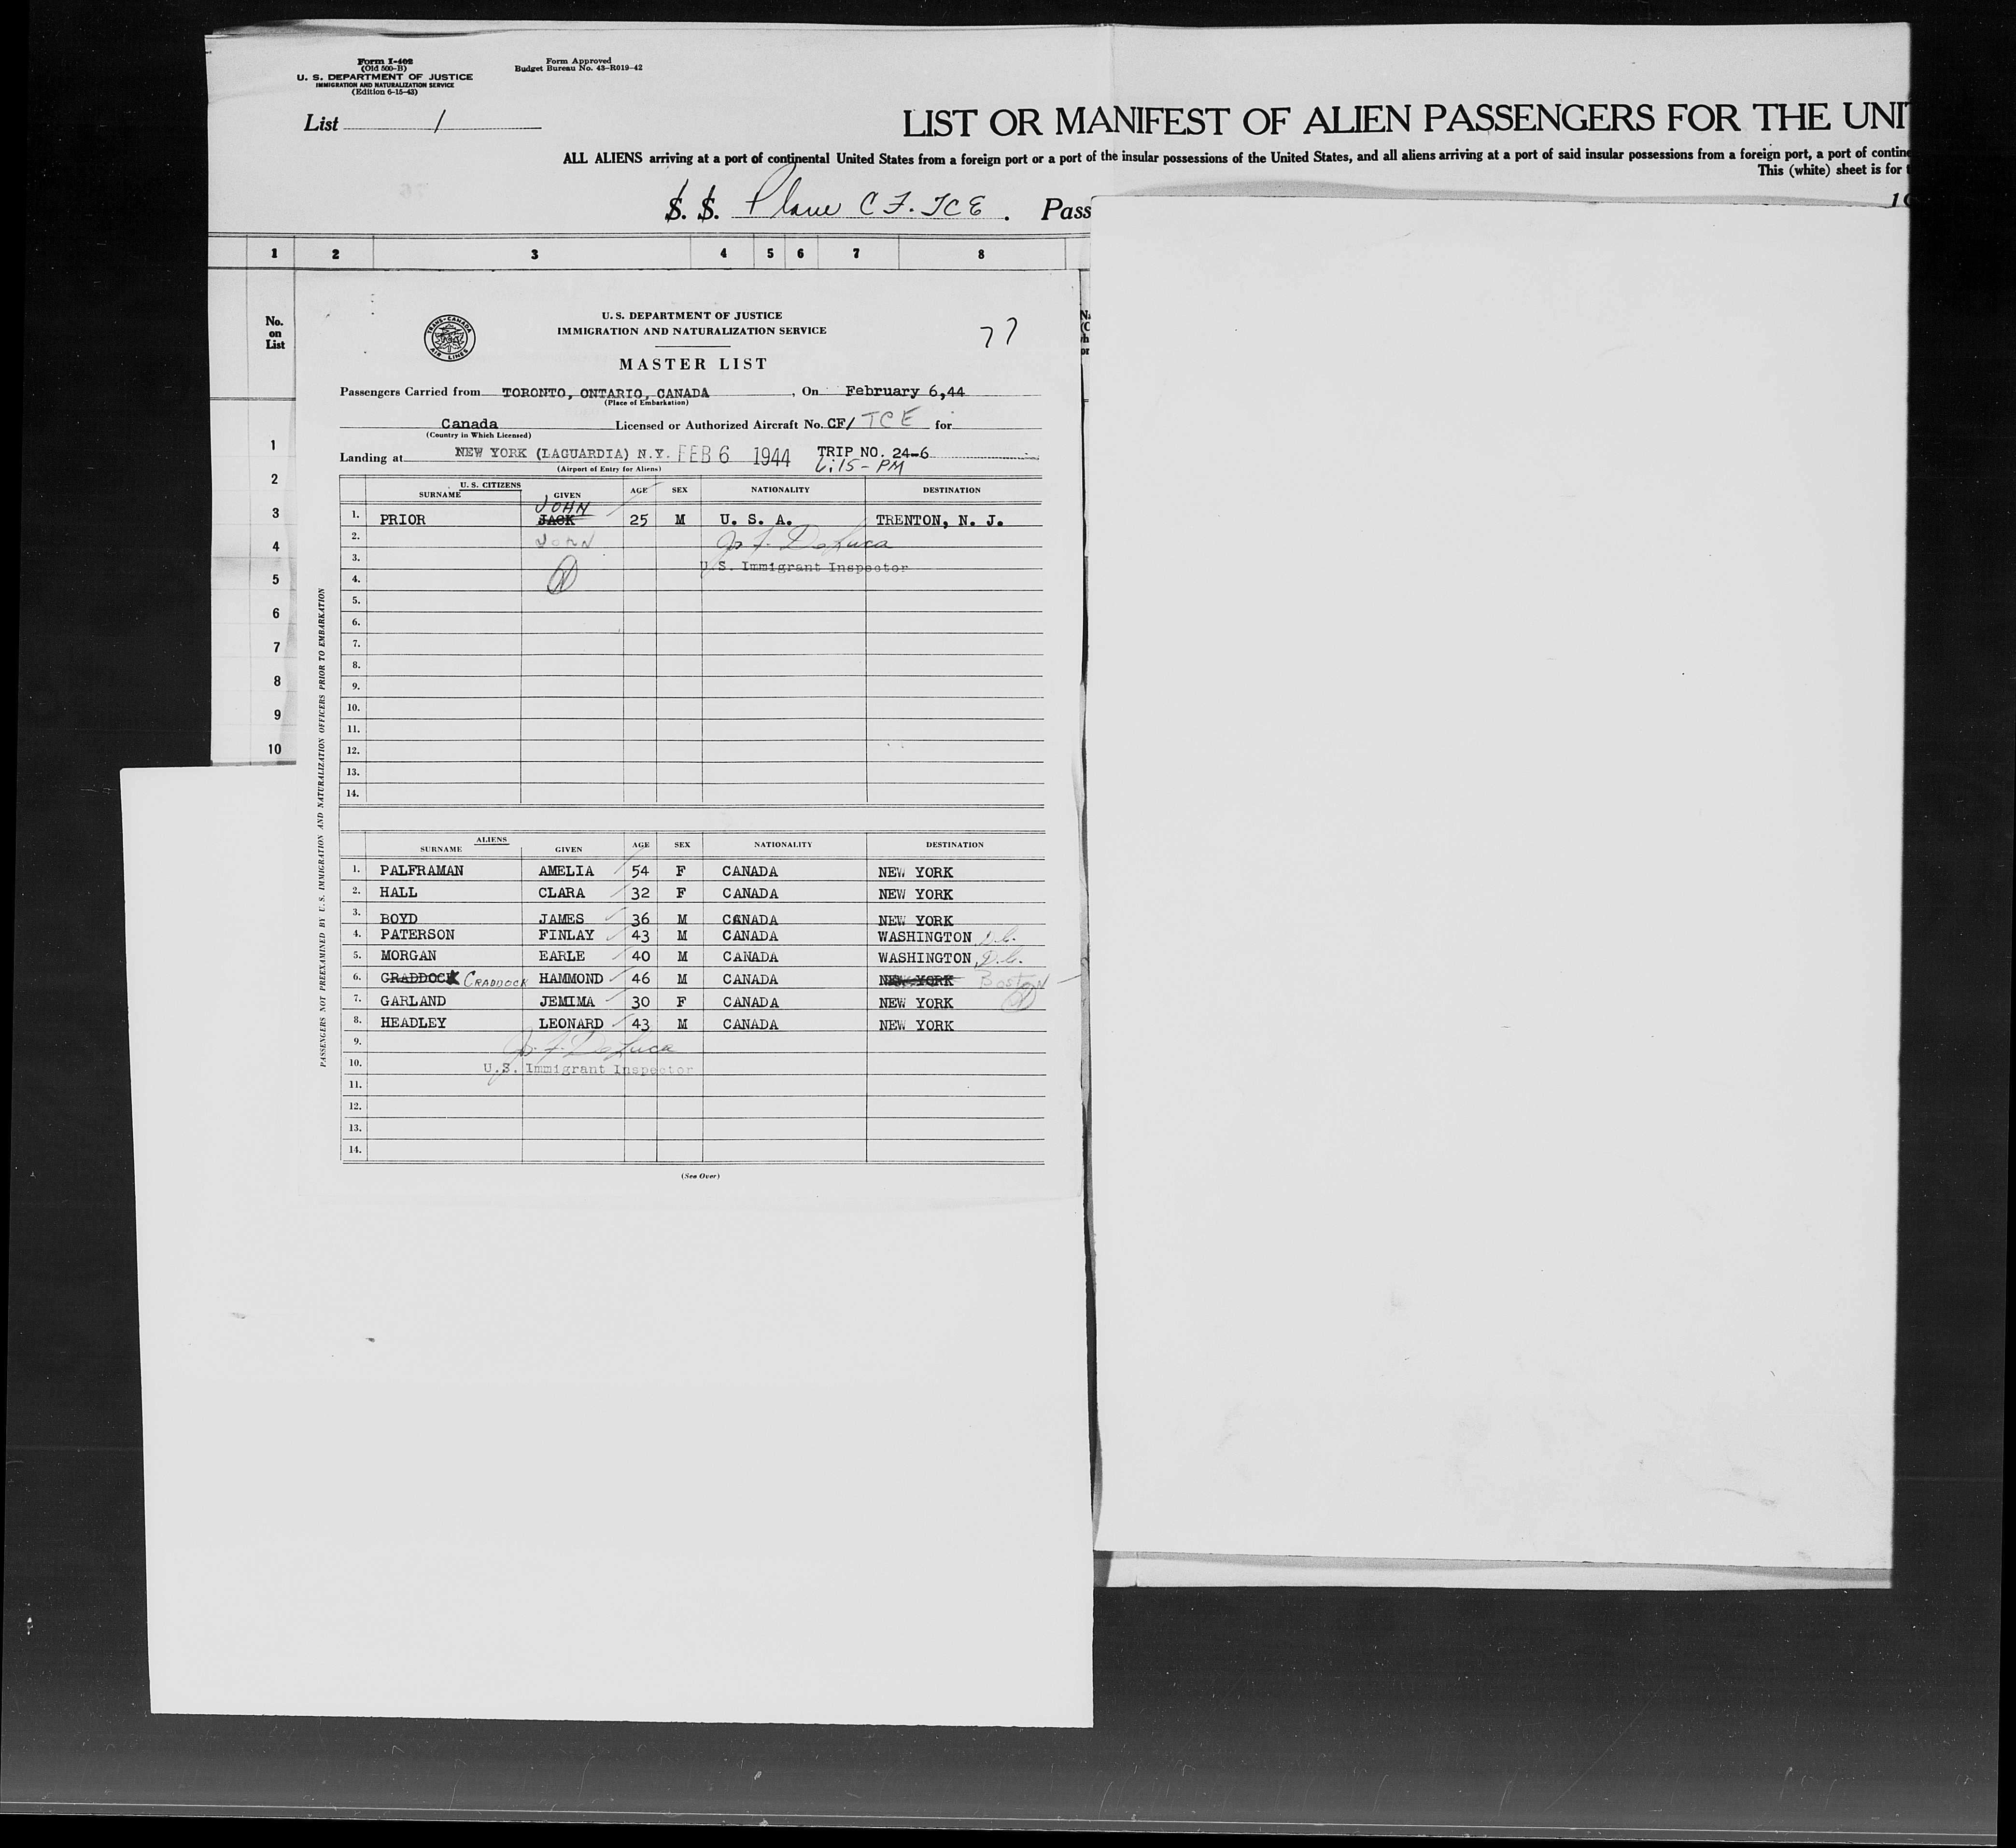 Form I-402
(Old 500-B)
U. S. DEPARTMENT OF JUSTICE
IMMIGRATION AND NATURALIZATION SERVICE
(Edition 6-15-43)
Form Approved
Budget Bureau No. 43-R019-42
List 1
LIST OR MANIFEST OF ALIEN PASSENGERS FOR THE UNI
ALL ALIENS arriving at a port of continental United States from a foreign port or a port of the insular possessions of the United States, and all aliens arriving at a port of said insular possessions from a foreign port, a port of contin
This (white) sheet is for
S. S. Plane CF. TCE . Pass
1 2 3 4 5 6 7 8
No.
on
List
1
2
3
4
5
6
7
8
9
10
TRANS-CANADA
AIR LINES
U. S. DEPARTMENT OF JUSTICE
IMMIGRATION AND NATURALIZATION SERVICE
77
MASTER LIST
Passengers Carried from TORONTO, ONTARIO, CANADA , On February 6,44
(Place of Embarkation)
Canada Licensed or Authorized Aircraft No. CF/ TCE for
(Country in Which Licensed)
Landing at NEW YORK (LAGUARDIA) N.Y. FEB 6 1944 TRIP NO. 24-6
(Airport of Entry for Aliens) 6:15-PM
U. S. CITIZENS
SURNAME GIVEN AGE SEX NATIONALITY DESTINATION
JOHN
1. PRIOR JACK 25 M U. S. A. TRENTON, N. J.
2. JOHN Jo. F. DeLuca
3. U.S. Immigrant Inspector
4.
5.
6.
7.
8.
9.
10.
11.
12.
13.
14.
ALIENS
SURNAME GIVEN AGE SEX NATIONALITY DESTINATION
1. PALFRAMAN AMELIA 54 F CANADA NEW YORK
2. HALL CLARA 32 F CANADA NEW YORK
3. BOYD JAMES 36 M CANADA NEW YORK
4. PATERSON FINLAY 43 M CANADA WASHINGTON D.C.
5. MORGAN EARLE 40 M CANADA WASHINGTON D.C.
6. GRADDOCK CRADDOCK HAMMOND 46 M CANADA NEW YORK BOSTON
7. GARLAND JEMIMA 30 F CANADA NEW YORK
8. HEADLEY LEONARD 43 M CANADA NEW YORK
9. Jo. F. DeLuca
10. U.S. Immigrant Inspector
11.
12.
13.
14.
(See Over)
PASSENGERS NOT PREEXAMINED BY U.S. IMMIGRATION AND NATURALIZATION OFFICERS PRIOR TO EMBARKATION